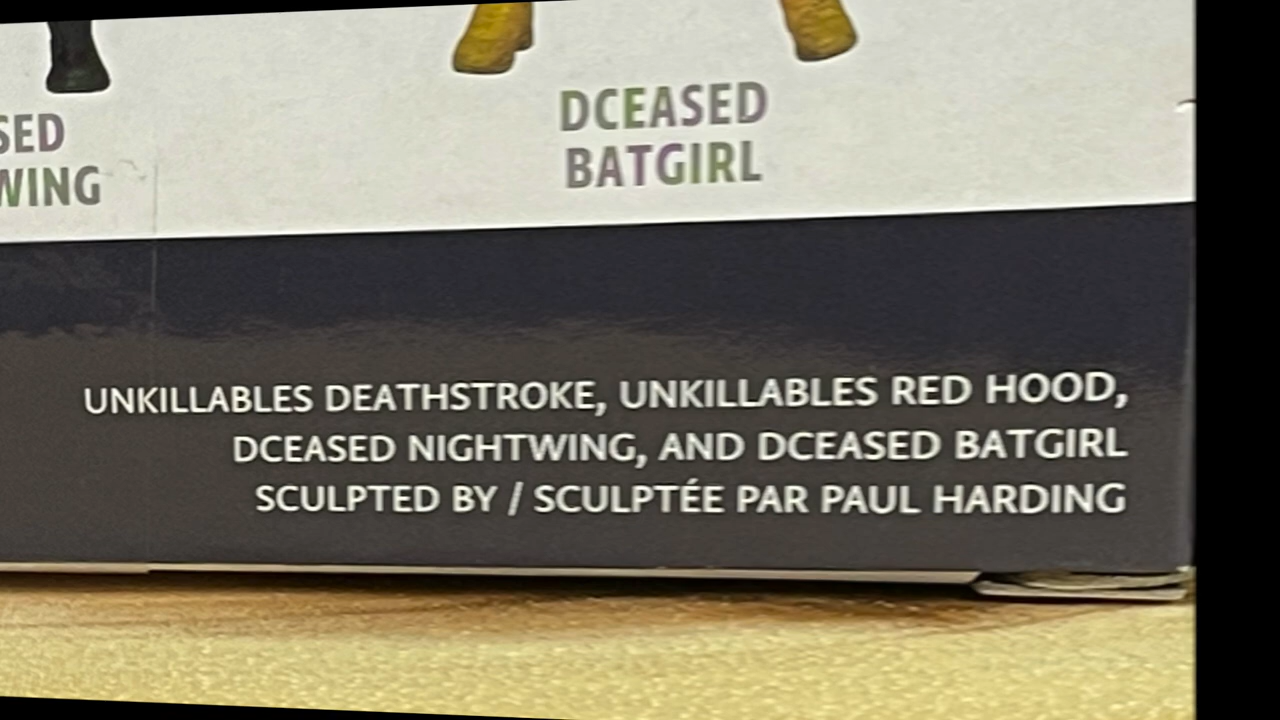 SED
WING
DCEASED
BATGIRL
UNKILLABLES DEATHSTROKE, UNKILLABLES RED HOOD,
DCEASED NIGHTWING, AND DCEASED BATGIRL
SCULPTED BY / SCULPTÉE PAR PAUL HARDING